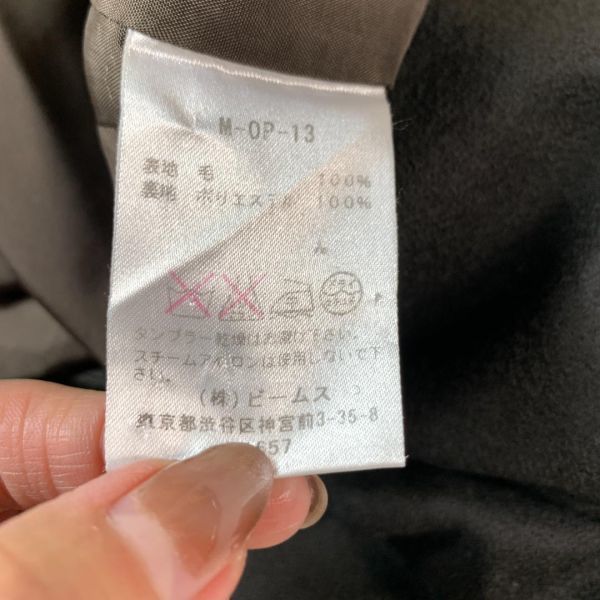 M-OP-13
表地 毛 100%
裏地 ポリエステル 100%
タンブラー乾燥はお避け下さい。
スチームアイロンは使用しないで下
さい。
(株)ビームス
東京都渋谷区神宮前3-35-8
657